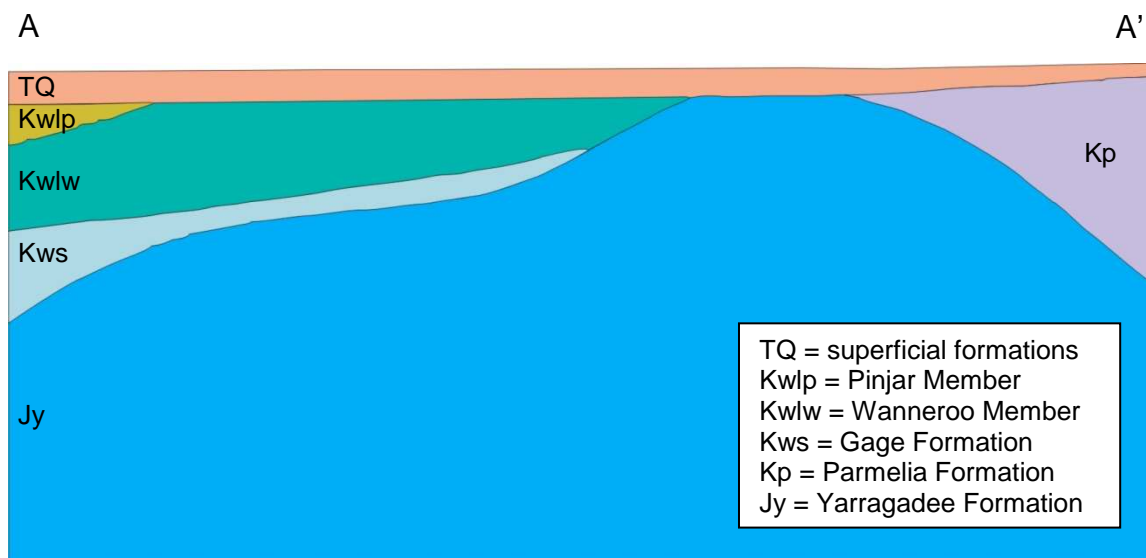 A
A’
TQ
Kwlp
Kp
Kwlw
Kws
Jy
TQ = superficial formations
Kwlp = Pinjar Member
Kwlw = Wanneroo Member
Kws = Gage Formation
Kp = Parmelia Formation
Jy = Yarragadee Formation